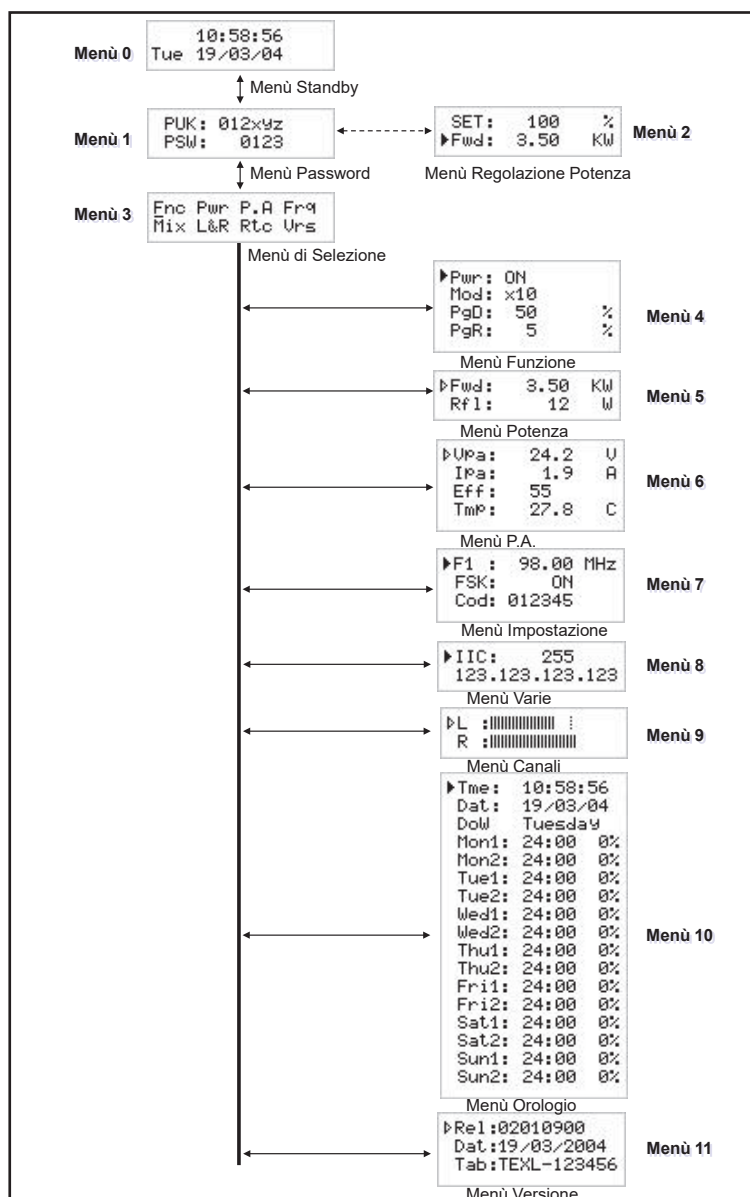 Menù 0
10:58:56
Tue 19/03/04
Menù Standby
Menù 1
PUK: 012xyz
PSW: 0123
SET: 100 %
▶Fwd: 3.50 KW
Menù 2
Menù Password
Menù Regolazione Potenza
Menù 3
Fnc Pwr P.A Frq
Mix L&R Rtc Vrs
Menù di Selezione
▶Pwr: ON
Mod: x10
PgD: 50 %
PgR: 5 %
Menù 4
Menù Funzione
▷Fwd: 3.50 KW
Rfl: 12 W
Menù 5
Menù Potenza
▷Vpa: 24.2 V
Ipa: 1.9 A
Eff: 55
Tmp: 27.8 C
Menù 6
Menù P.A.
▶F1 : 98.00 MHz
FSK: ON
Cod: 012345
Menù 7
Menù Impostazione
▶IIC: 255
123.123.123.123
Menù 8
Menù Varie
▷L :
R :
Menù 9
Menù Canali
▶Tme: 10:58:56
Dat: 19/03/04
DoW Tuesday
Mon1: 24:00 0%
Mon2: 24:00 0%
Tue1: 24:00 0%
Tue2: 24:00 0%
Wed1: 24:00 0%
Wed2: 24:00 0%
Thu1: 24:00 0%
Thu2: 24:00 0%
Fri1: 24:00 0%
Fri2: 24:00 0%
Sat1: 24:00 0%
Sat2: 24:00 0%
Sun1: 24:00 0%
Sun2: 24:00 0%
Menù 10
Menù Orologio
▷Rel:02010900
Dat:19/03/2004
Tab:TEXL-123456
Menù 11
Menù Versione